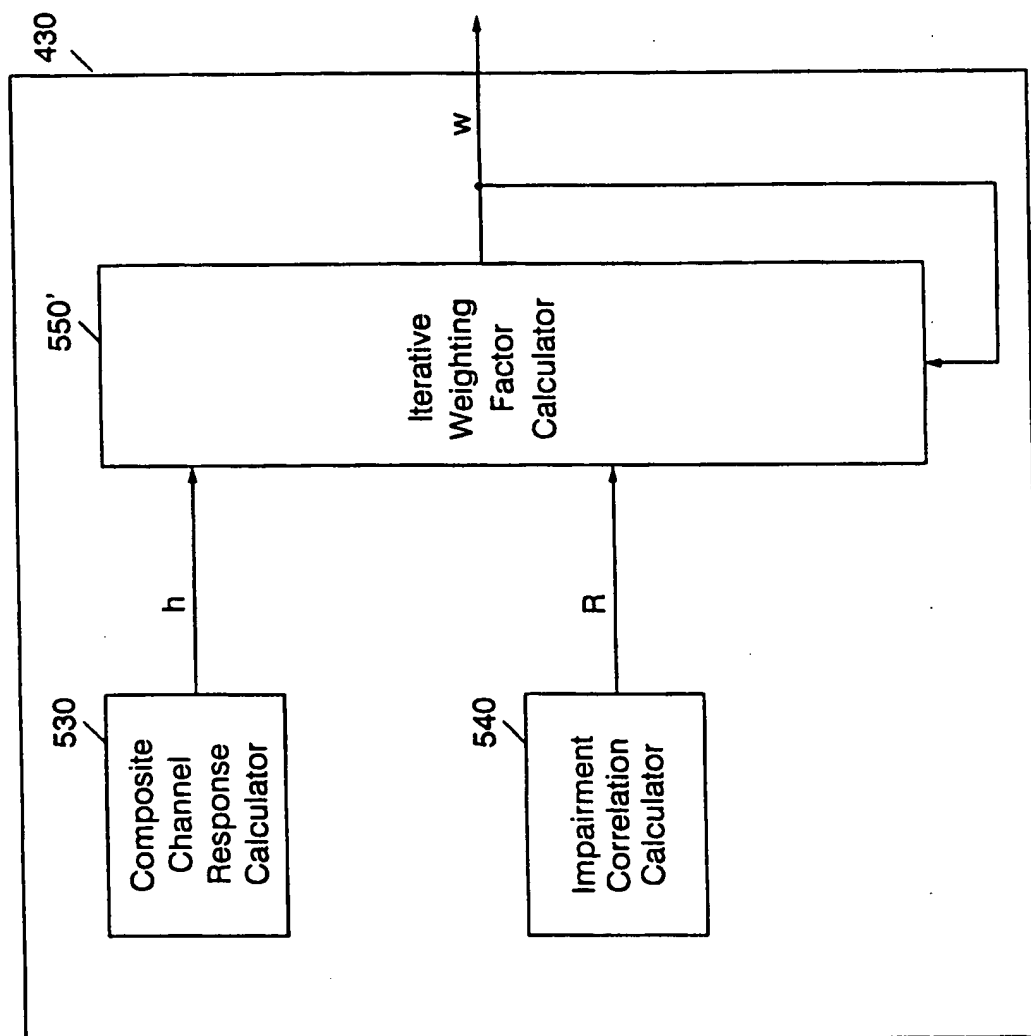 430
530
Composite
Channel
Response
Calculator
h
540
Impairment
Correlation
Calculator
R
550'
Iterative
Weighting
Factor
Calculator
w